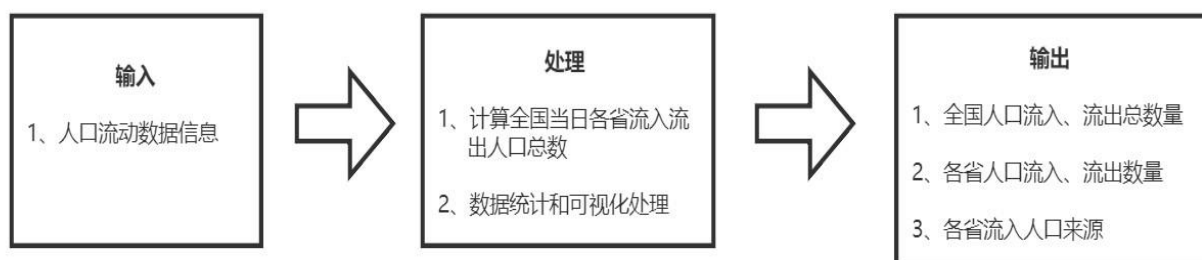 输入
1、人口流动数据信息
处理
1、计算全国当日各省流入流
出人口总数
2、数据统计和可视化处理
输出
1、全国人口流入、流出总数量
2、各省人口流入、流出数量
3、各省流入人口来源